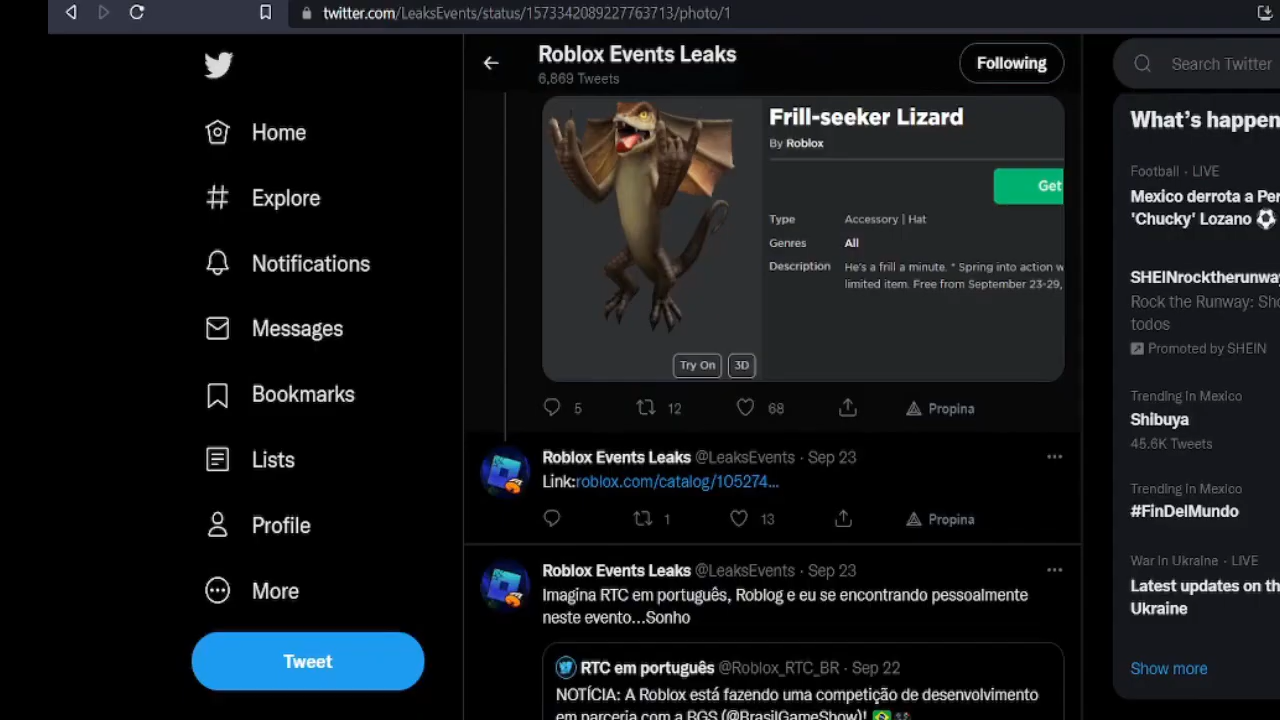 twitter.com/LeaksEvents/status/1573342089227763713/photo/1
Roblox Events Leaks
6,869 Tweets
Following
Search Twitter
Home
Explore
Notifications
Messages
Bookmarks
Lists
Profile
More
Tweet
Frill-seeker Lizard
By Roblox
Get
Type Accessory | Hat
Genres All
Description He's a frill a minute. * Spring into action w
limited item. Free from September 23-29,
Try On 3D
5 12 68 Propina
Roblox Events Leaks @LeaksEvents · Sep 23
Link:roblox.com/catalog/105274...
1 13 Propina
Roblox Events Leaks @LeaksEvents · Sep 23
Imagina RTC em português, Roblog e eu se encontrando pessoalmente
neste evento...Sonho
RTC em português @Roblox_RTC_BR · Sep 22
NOTÍCIA: A Roblox está fazendo uma competição de desenvolvimento
em parceria com a BGS (@BrasilGameShow)!
What's happen
Football · LIVE
Mexico derrota a Per
'Chucky' Lozano
SHEINrocktherunway
Rock the Runway: Sho
todos
Promoted by SHEIN
Trending in Mexico
Shibuya
45.6K Tweets
Trending in Mexico
#FinDelMundo
War in Ukraine · LIVE
Latest updates on th
Ukraine
Show more